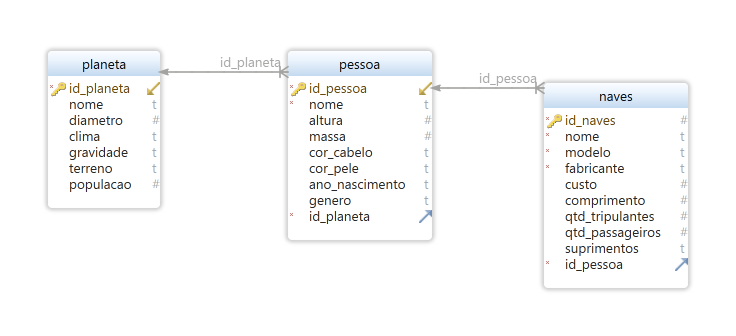 planeta
id_planeta
nome t
diametro #
clima t
gravidade t
terreno t
populacao #
id_planeta
pessoa
id_pessoa
* nome t
altura #
massa #
cor_cabelo t
cor_pele t
ano_nascimento t
genero t
* id_planeta
id_pessoa
naves
* id_naves #
* nome t
* modelo t
* fabricante t
custo #
comprimento #
qtd_tripulantes #
qtd_passageiros #
suprimentos t
* id_pessoa